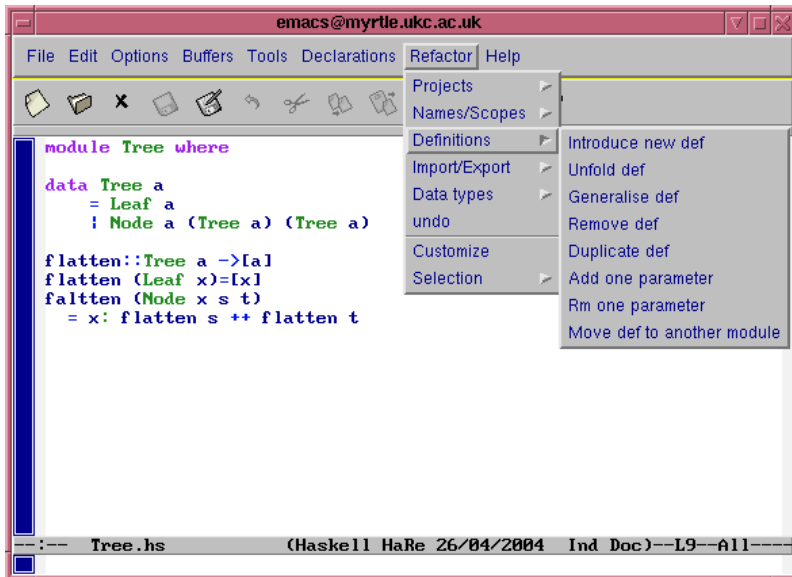 emacs@myrtle.ukc.ac.uk
File Edit Options Buffers Tools Declarations Refactor Help
Projects
Names/Scopes
Definitions
Import/Export
Data types
undo
Customize
Selection
Introduce new def
Unfold def
Generalise def
Remove def
Duplicate def
Add one parameter
Rm one parameter
Move def to another module
module Tree where
data Tree a
= Leaf a
| Node a (Tree a) (Tree a)
flatten::Tree a ->[a]
flatten (Leaf x)=[x]
faltten (Node x s t)
= x: flatten s ++ flatten t
--:-- Tree.hs (Haskell HaRe 26/04/2004 Ind Doc)--L9--All----